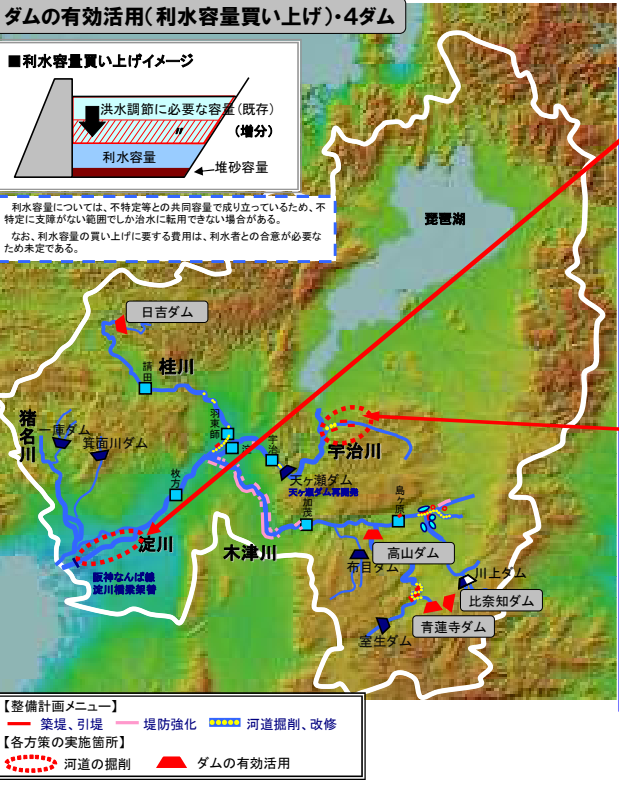 ダムの有効活用(利水容量買い上げ)・4ダム
■利水容量買い上げイメージ
洪水調節に必要な容量(既存)
〃 (増分)
利水容量
堆砂容量
利水容量については、不特定等との共同容量で成り立っているため、不
特定に支障がない範囲でしか治水に転用できない場合がある。
なお、利水容量の買い上げに要する費用は、利水者との合意が必要な
ため未定である。
琵琶湖
日吉ダム
請田
桂川
猪名川
一庫ダム
箕面川ダム
羽束師
淀
宇治
宇治川
天ヶ瀬ダム
天ヶ瀬ダム再開発
枚方
加茂
島ヶ原
淀川
木津川
高山ダム
布目ダム
川上ダム
阪神なんば線
淀川橋梁架替
比奈知ダム
青蓮寺ダム
室生ダム
【整備計画メニュー】
築堤、引堤 堤防強化 河道掘削、改修
【各方策の実施箇所】
河道の掘削 ダムの有効活用